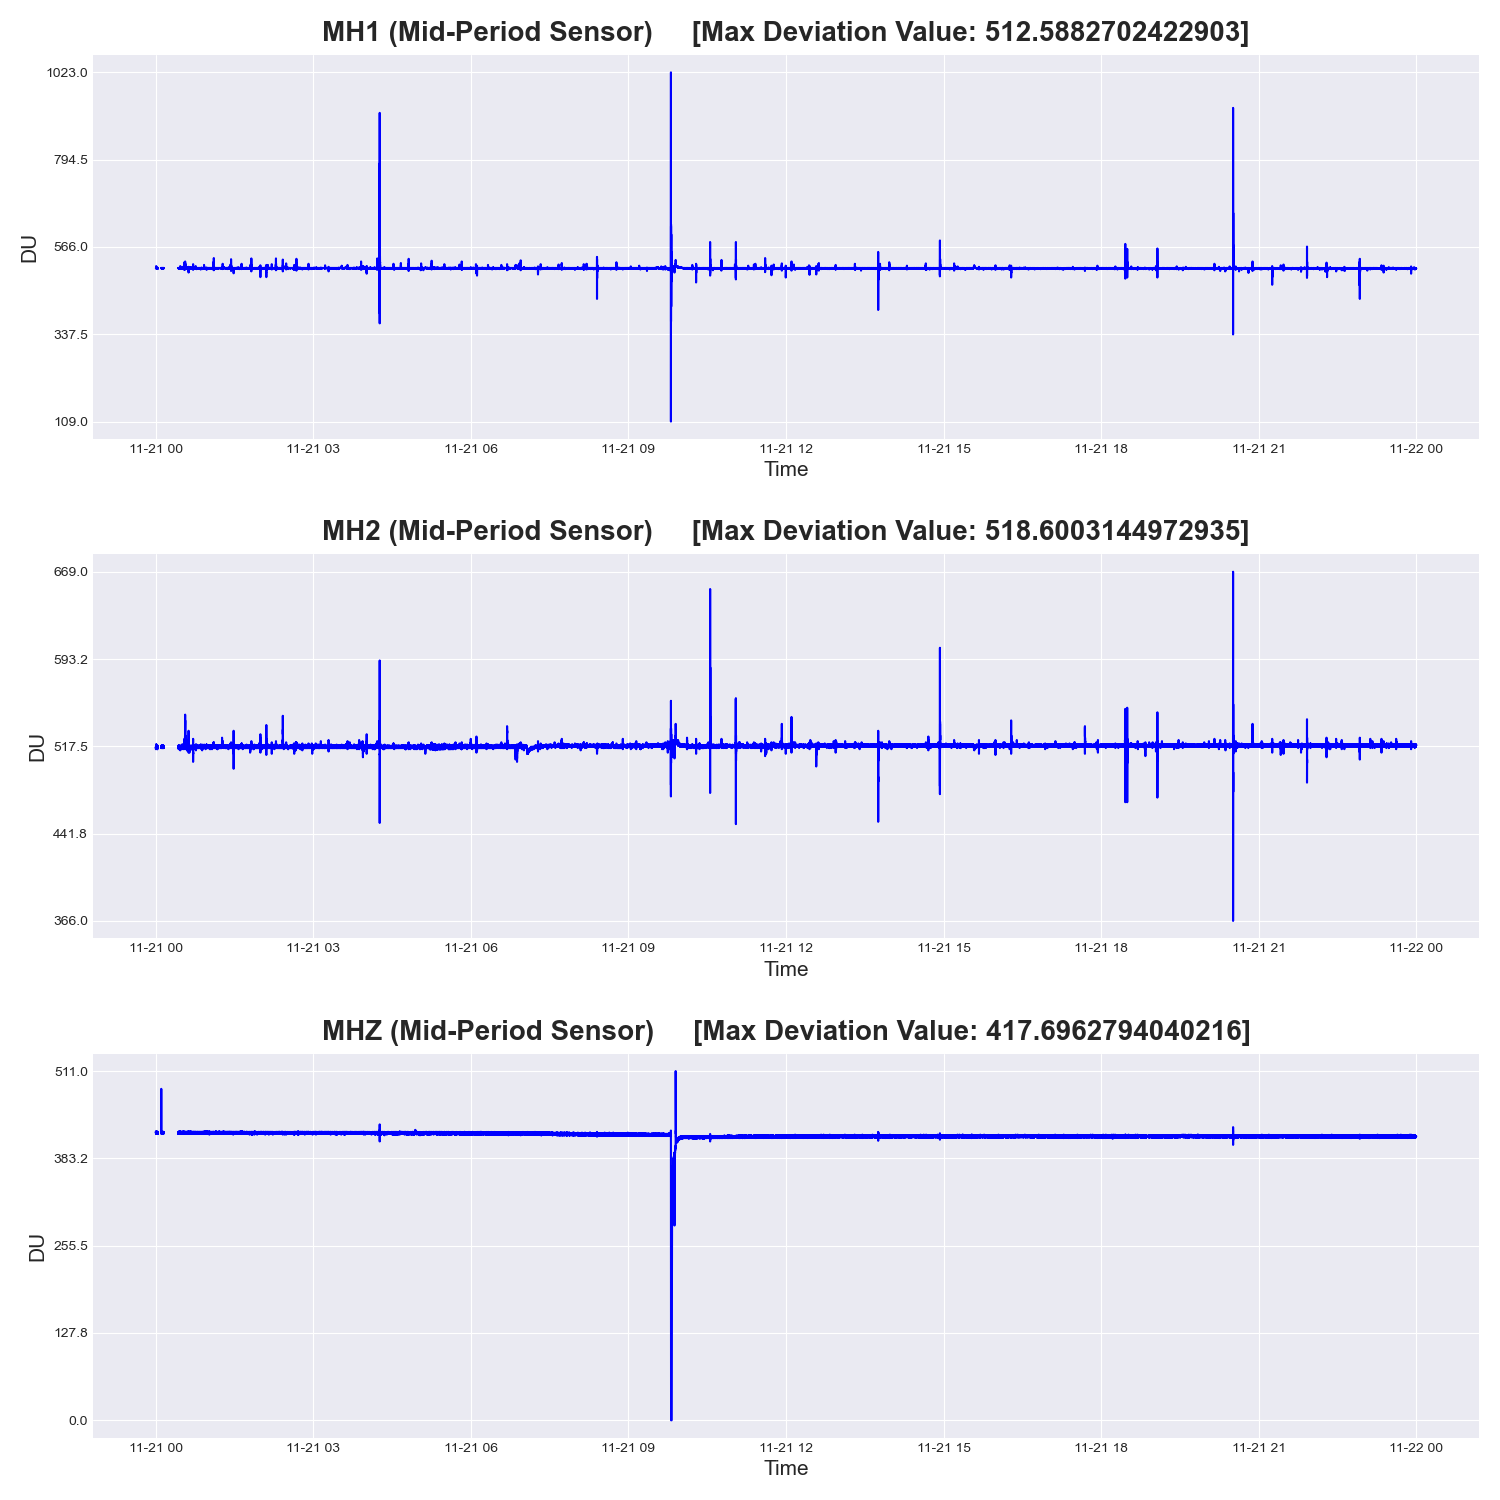 MH1 (Mid-Period Sensor) [Max Deviation Value: 512.5882702422903]
1023.0
794.5
566.0
337.5
109.0
DU
11-21 00 11-21 03 11-21 06 11-21 09 11-21 12 11-21 15 11-21 18 11-21 21 11-22 00
Time
MH2 (Mid-Period Sensor) [Max Deviation Value: 518.6003144972935]
669.0
593.2
517.5
441.8
366.0
DU
11-21 00 11-21 03 11-21 06 11-21 09 11-21 12 11-21 15 11-21 18 11-21 21 11-22 00
Time
MHZ (Mid-Period Sensor) [Max Deviation Value: 417.6962794040216]
511.0
383.2
255.5
127.8
0.0
DU
11-21 00 11-21 03 11-21 06 11-21 09 11-21 12 11-21 15 11-21 18 11-21 21 11-22 00
Time